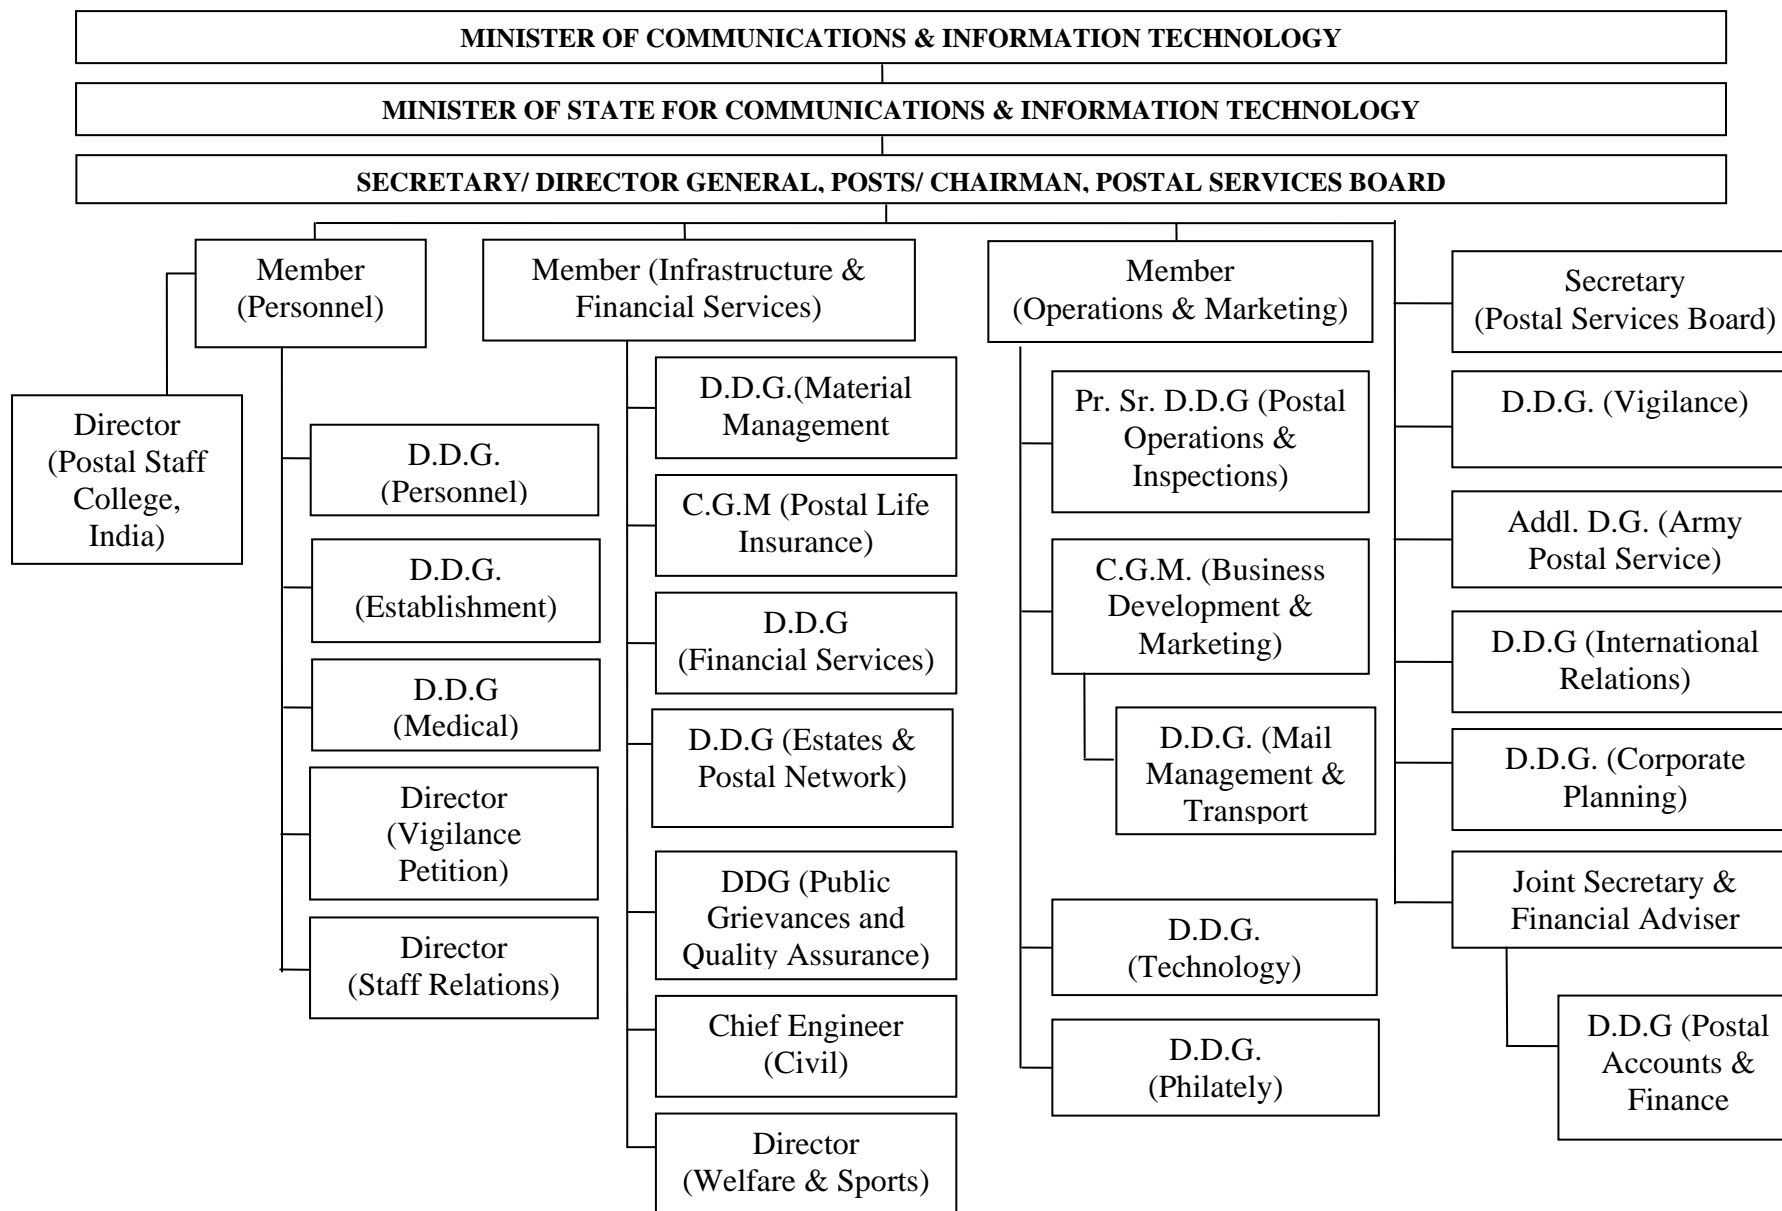 MINISTER OF COMMUNICATIONS & INFORMATION TECHNOLOGY
MINISTER OF STATE FOR COMMUNICATIONS & INFORMATION TECHNOLOGY
SECRETARY/ DIRECTOR GENERAL, POSTS/ CHAIRMAN, POSTAL SERVICES BOARD
Member
(Personnel)
Director
(Postal Staff
College,
India)
D.D.G.
(Personnel)
D.D.G.
(Establishment)
D.D.G
(Medical)
Director
(Vigilance
Petition)
Director
(Staff Relations)
Member (Infrastructure &
Financial Services)
D.D.G.(Material
Management
C.G.M (Postal Life
Insurance)
D.D.G
(Financial Services)
D.D.G (Estates &
Postal Network)
DDG (Public
Grievances and
Quality Assurance)
Chief Engineer
(Civil)
Director
(Welfare & Sports)
Member
(Operations & Marketing)
Pr. Sr. D.D.G (Postal
Operations &
Inspections)
C.G.M. (Business
Development &
Marketing)
D.D.G. (Mail
Management &
Transport
D.D.G.
(Technology)
D.D.G.
(Philately)
Secretary
(Postal Services Board)
D.D.G. (Vigilance)
Addl. D.G. (Army
Postal Service)
D.D.G (International
Relations)
D.D.G. (Corporate
Planning)
Joint Secretary &
Financial Adviser
D.D.G (Postal
Accounts &
Finance